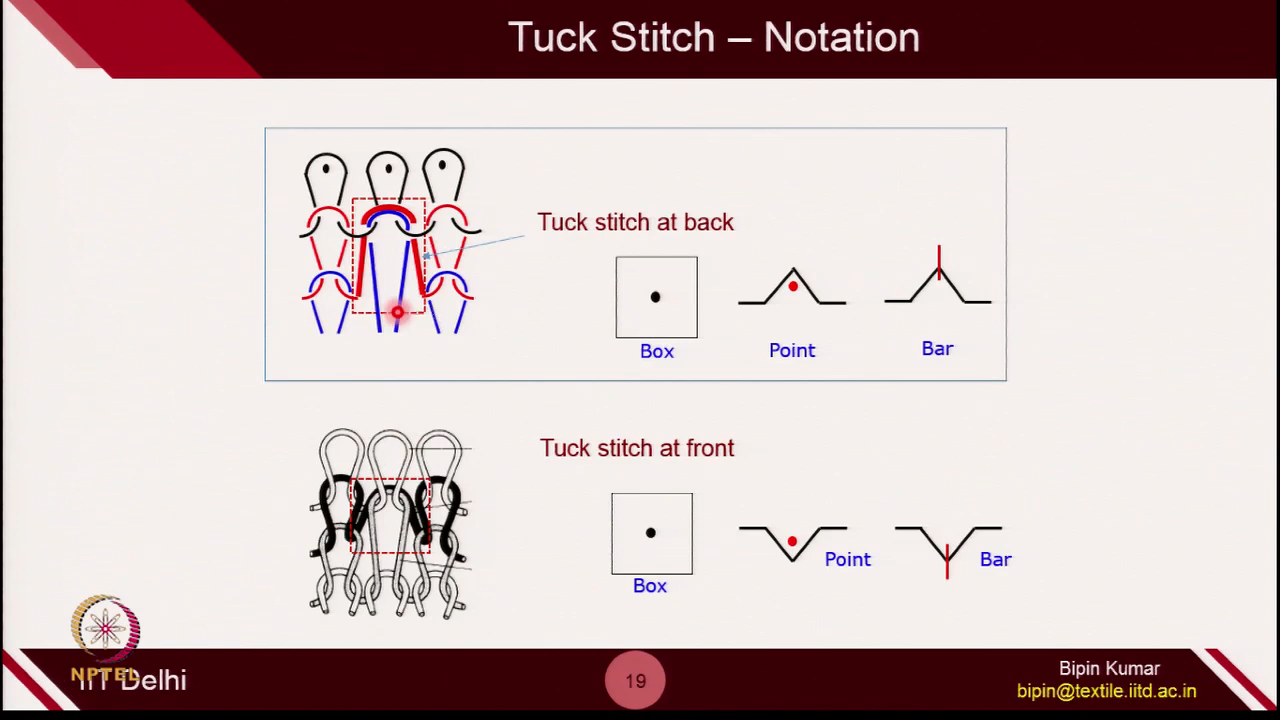 Tuck Stitch – Notation
Tuck stitch at back
Box
Point
Bar
Tuck stitch at front
Box
Point
Bar
NPTEL
IIT Delhi
19
Bipin Kumar
bipin@textile.iitd.ac.in